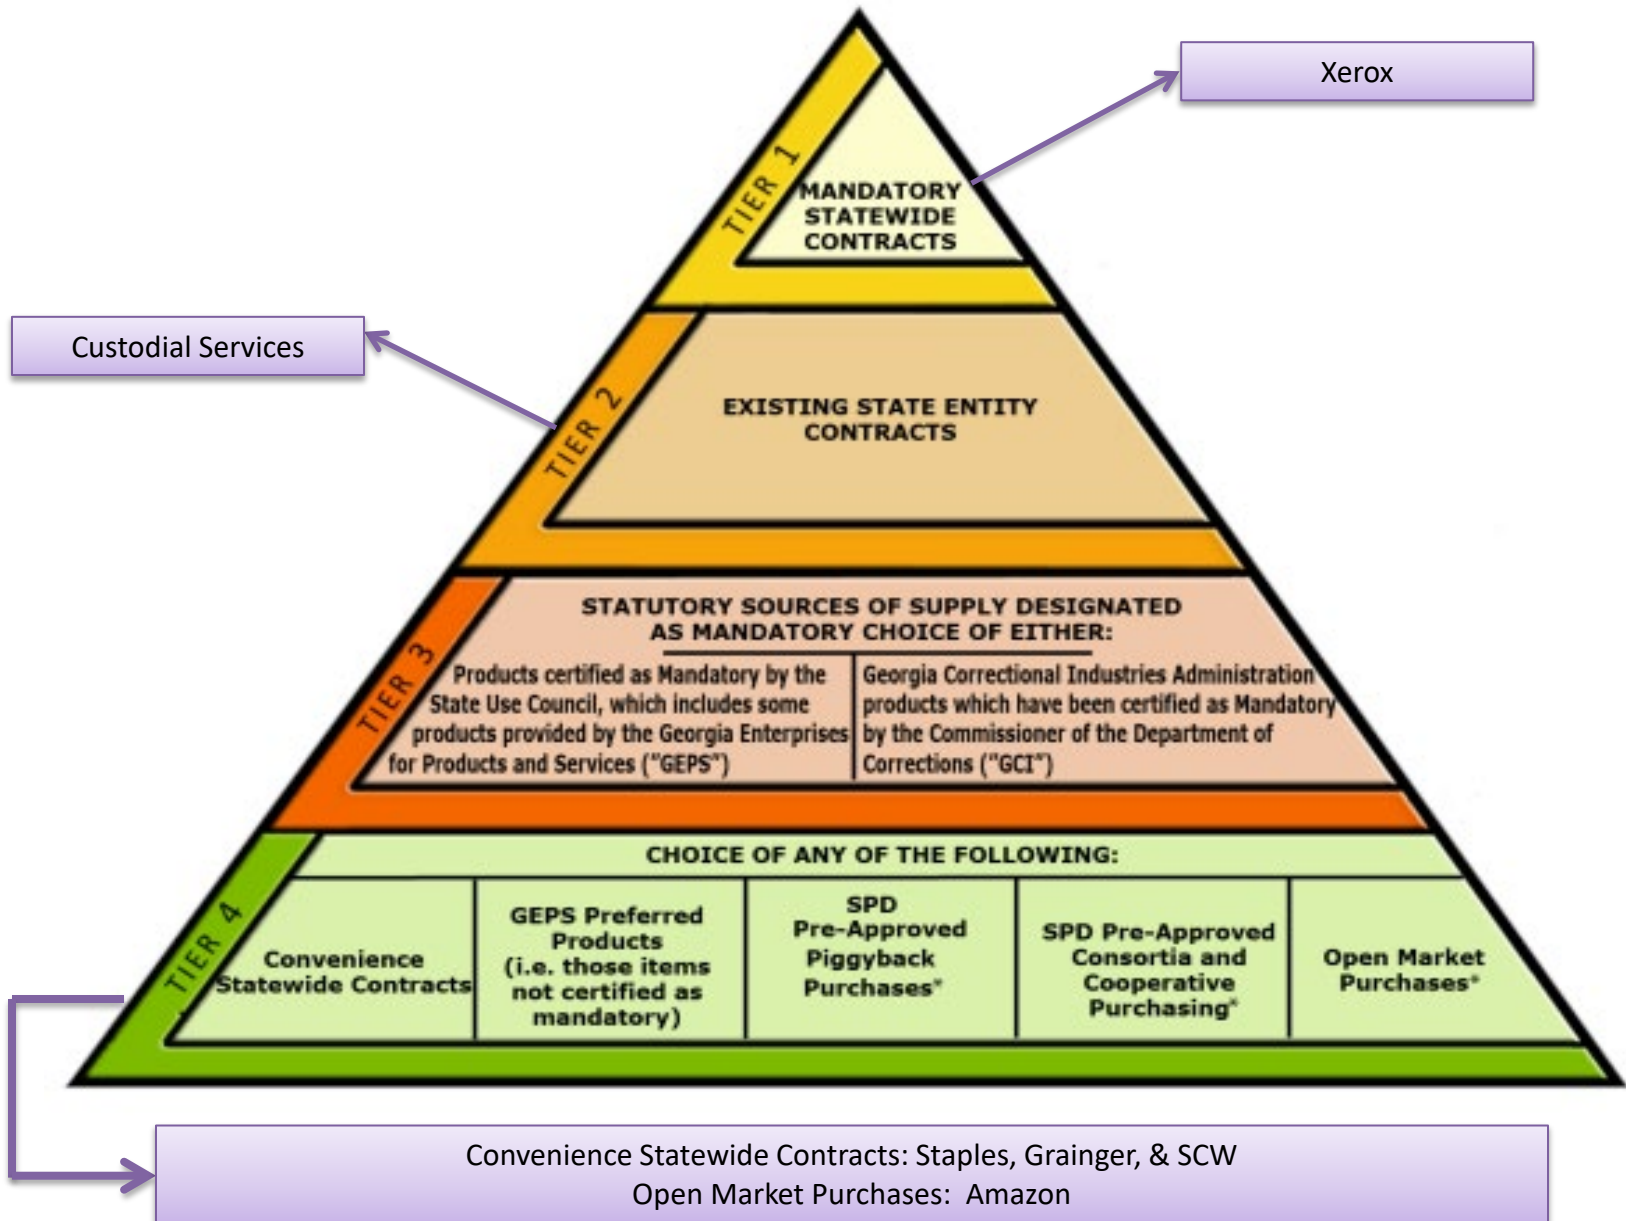 Xerox
TIER 1
MANDATORY
STATEWIDE
CONTRACTS
Custodial Services
TIER 2
EXISTING STATE ENTITY
CONTRACTS
TIER 3
STATUTORY SOURCES OF SUPPLY DESIGNATED
AS MANDATORY CHOICE OF EITHER:
Products certified as Mandatory by the
State Use Council, which includes some
products provided by the Georgia Enterprises
for Products and Services ("GEPS")
Georgia Correctional Industries Administration
products which have been certified as Mandatory
by the Commissioner of the Department of
Corrections ("GCI")
TIER 4
CHOICE OF ANY OF THE FOLLOWING:
Convenience
Statewide Contracts
GEPS Preferred
Products
(i.e. those items
not certified as
mandatory)
SPD
Pre-Approved
Piggyback
Purchases*
SPD Pre-Approved
Consortia and
Cooperative
Purchasing*
Open Market
Purchases*
Convenience Statewide Contracts: Staples, Grainger, & SCW
Open Market Purchases: Amazon